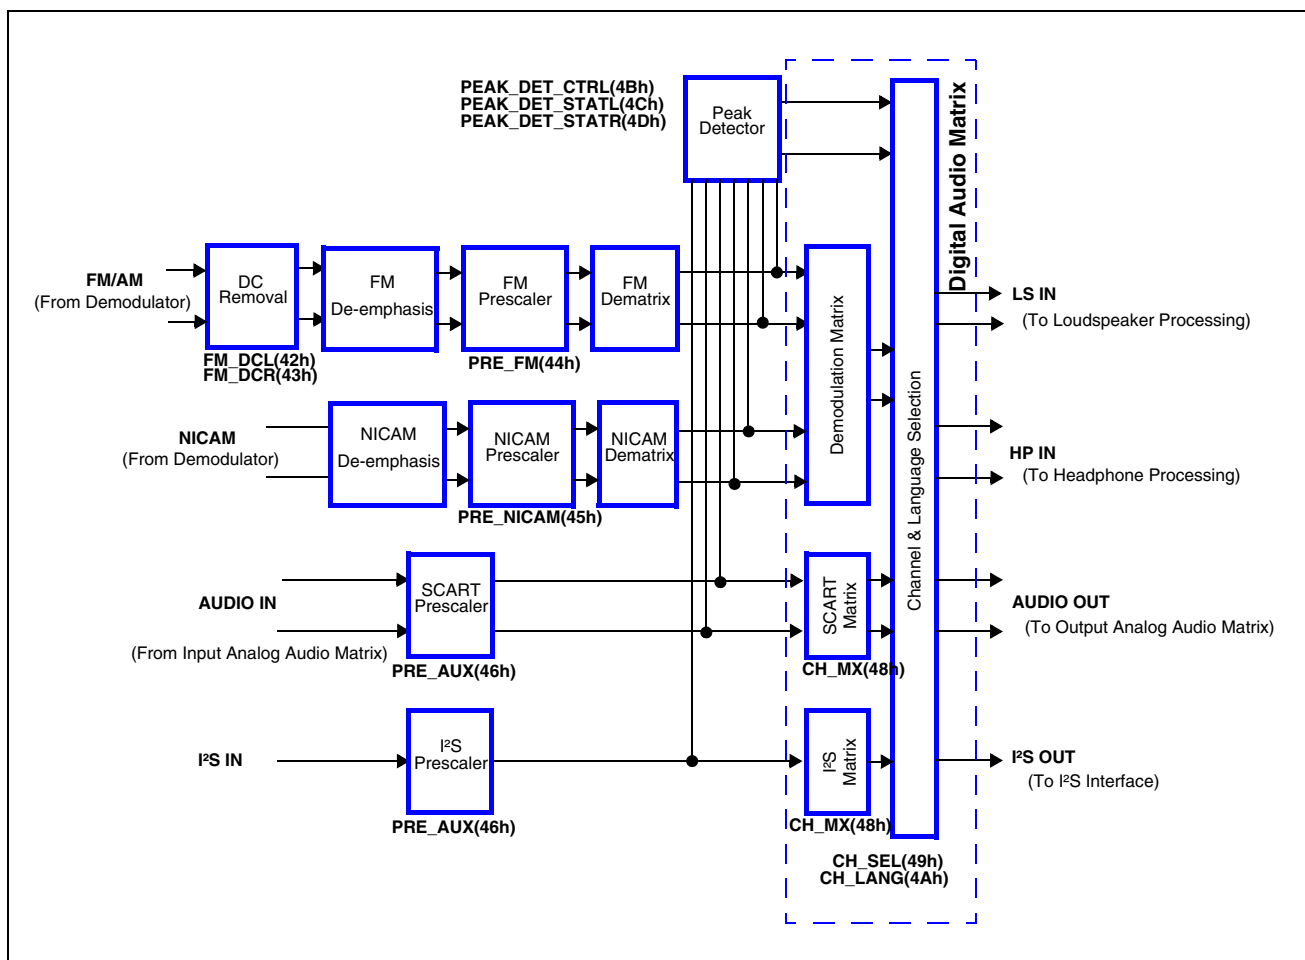 PEAK_DET_CTRL(4Bh)
PEAK_DET_STATL(4Ch)
PEAK_DET_STATR(4Dh)
Peak
Detector
Digital Audio Matrix
FM/AM
(From Demodulator)
DC
Removal
FM_DCL(42h)
FM_DCR(43h)
FM
De-emphasis
FM
Prescaler
PRE_FM(44h)
FM
Dematrix
Demodulation Matrix
Channel & Language Selection
LS IN
(To Loudspeaker Processing)
NICAM
(From Demodulator)
NICAM
De-emphasis
NICAM
Prescaler
PRE_NICAM(45h)
NICAM
Dematrix
HP IN
(To Headphone Processing)
AUDIO IN
(From Input Analog Audio Matrix)
SCART
Prescaler
PRE_AUX(46h)
SCART
Matrix
CH_MX(48h)
AUDIO OUT
(To Output Analog Audio Matrix)
I²S IN
I²S
Prescaler
PRE_AUX(46h)
I²S
Matrix
CH_MX(48h)
I²S OUT
(To I²S Interface)
CH_SEL(49h)
CH_LANG(4Ah)